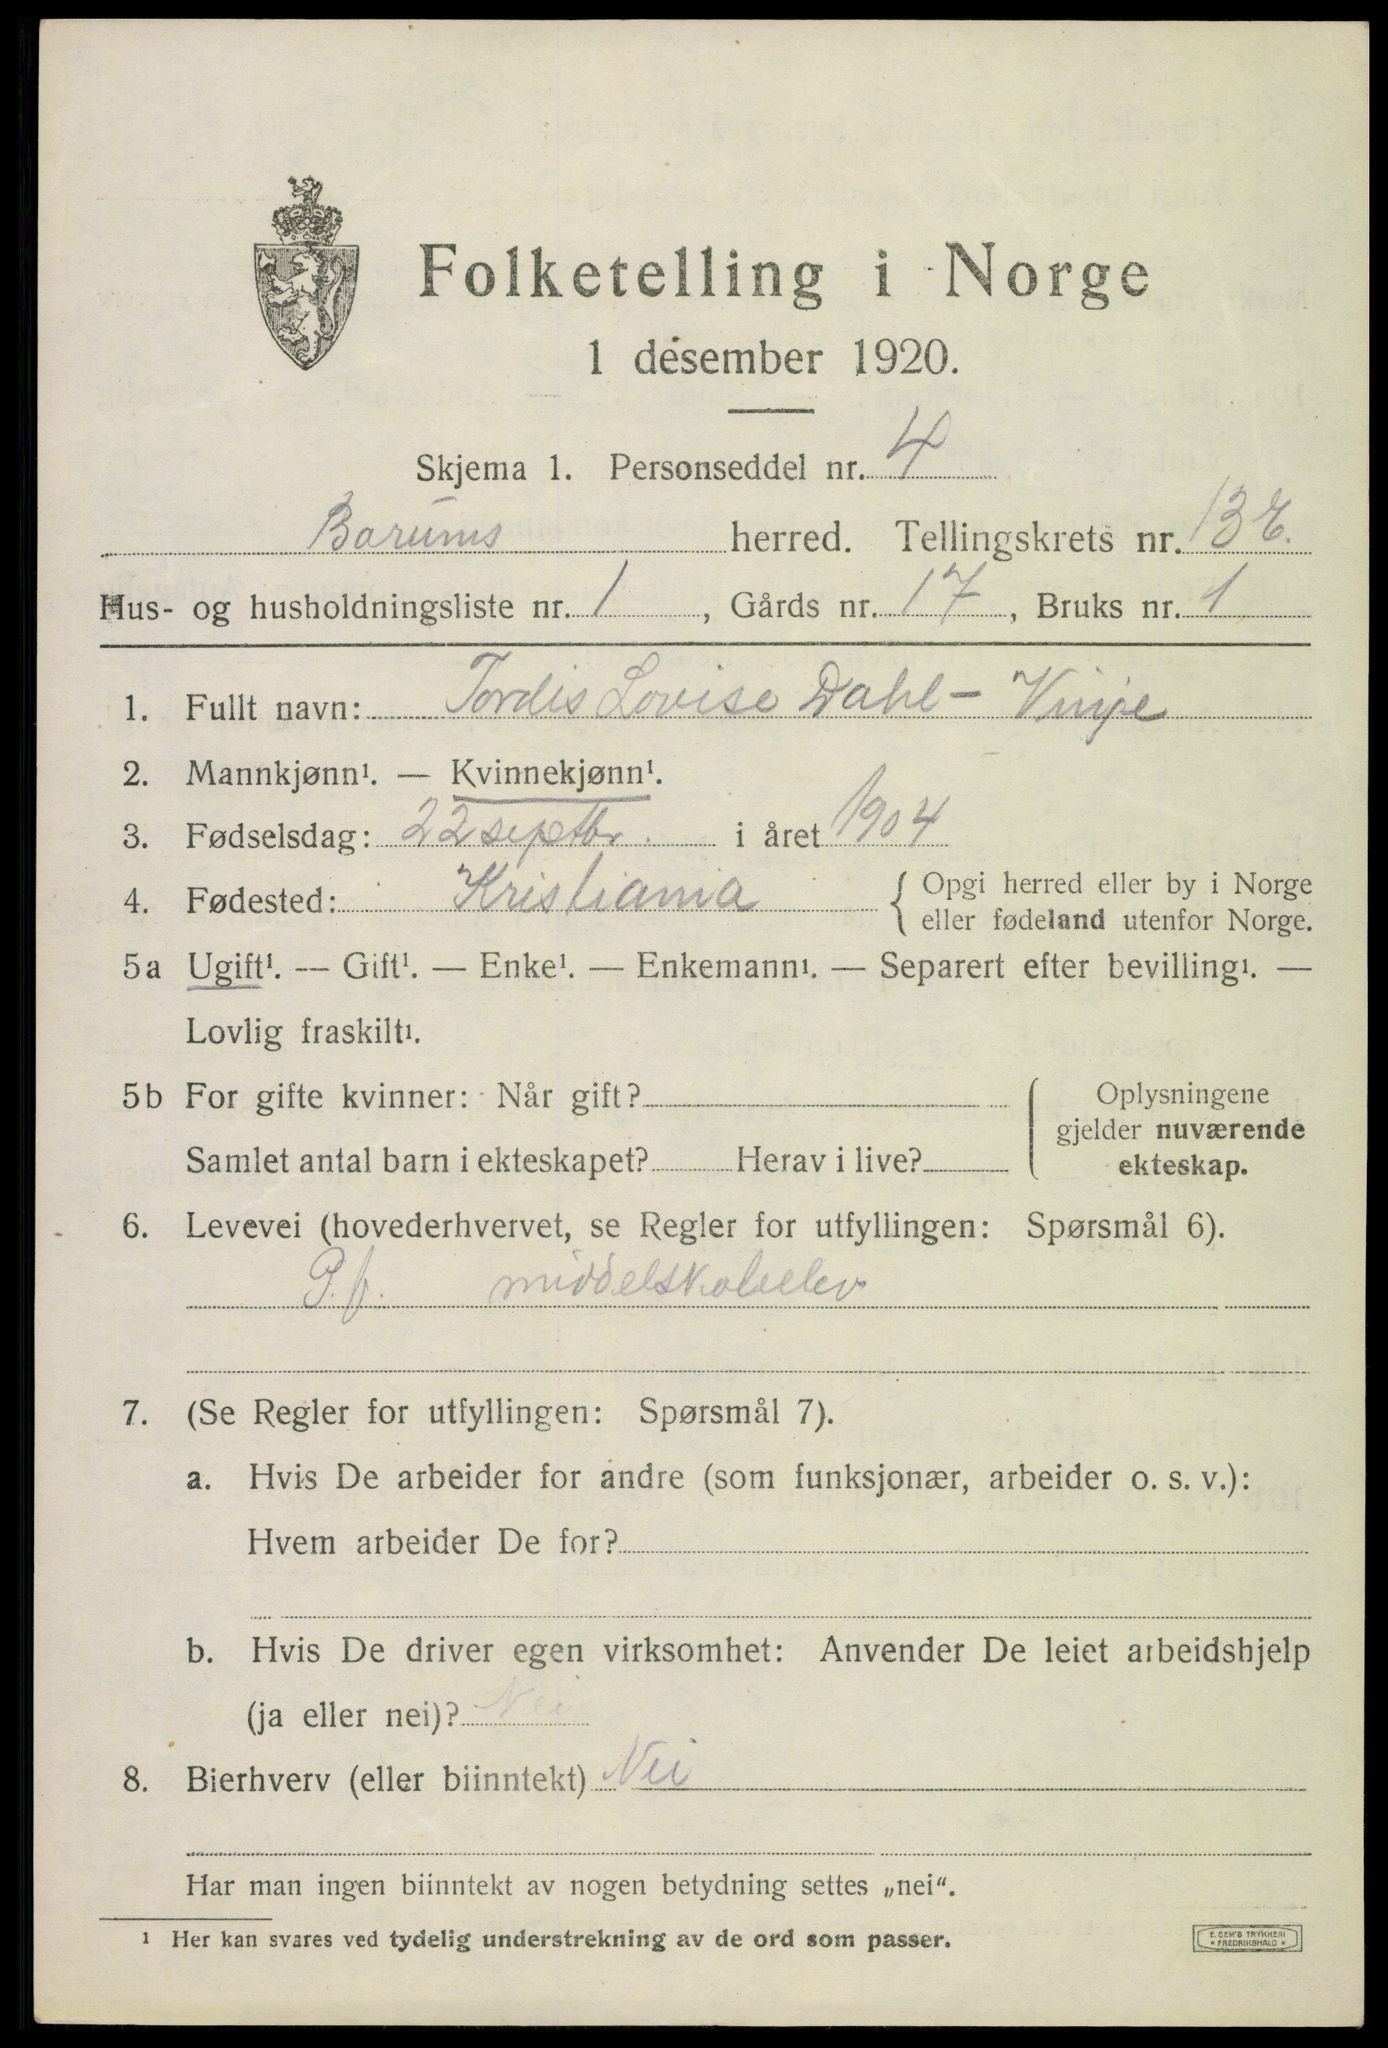 Folketelling i Norge
1 desember 1920.
Skjema 1. Personseddel nr. 4
Barums herred. Tellingskrets nr. 13 E.
Hus- og husholdningsliste nr. 1, Gårds nr. 17, Bruks nr. 1
1. Fullt navn: Tordis Lovise Dahl - Vinje
2. Mannkjønn¹. — Kvinnekjønn¹.
3. Fødselsdag: 22 septbr. i året 1904
4. Fødested: Kristiania { Opgi herred eller by i Norge
eller fødeland utenfor Norge.
5a Ugift¹. — Gift¹. — Enke¹. — Enkemann¹. — Separert efter bevilling¹. —
Lovlig fraskilt¹.
5b For gifte kvinner: Når gift? { Oplysningene
gjelder nuværende
Samlet antal barn i ekteskapet? Herav i live? ekteskap.
6. Levevei (hovederhvervet, se Regler for utfyllingen: Spørsmål 6).
P. f. middelskoleelev
7. (Se Regler for utfyllingen: Spørsmål 7).
a. Hvis De arbeider for andre (som funksjonær, arbeider o. s. v.):
Hvem arbeider De for?
b. Hvis De driver egen virksomhet: Anvender De leiet arbeidshjelp
(ja eller nei)? Nei
8. Bierhverv (eller biinntekt) Nei
Har man ingen biinntekt av nogen betydning settes „nei“.
¹ Her kan svares ved tydelig understrekning av de ord som passer.
E. SEM'S TRYKKERI
* FREDRIKSHALD *